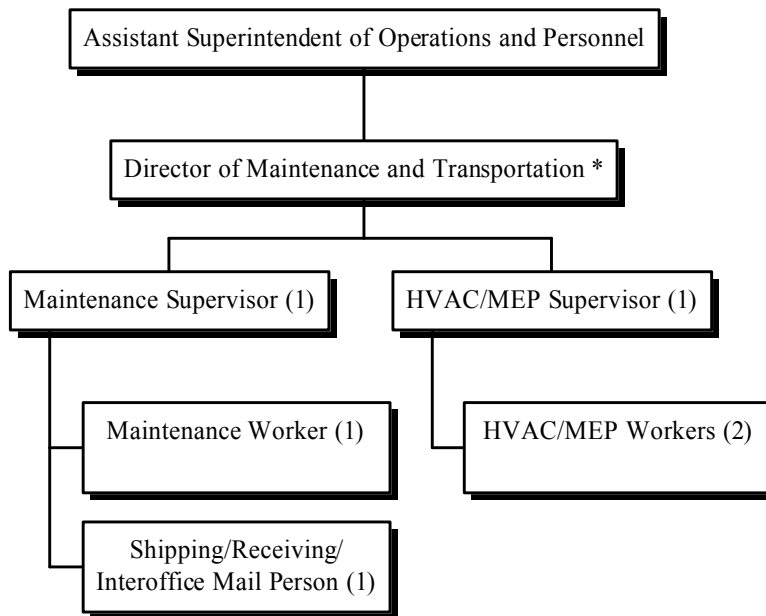 Assistant Superintendent of Operations and Personnel
Director of Maintenance and Transportation *
Maintenance Supervisor (1)
HVAC/MEP Supervisor (1)
Maintenance Worker (1)
HVAC/MEP Workers (2)
Shipping/Receiving/
Interoffice Mail Person (1)